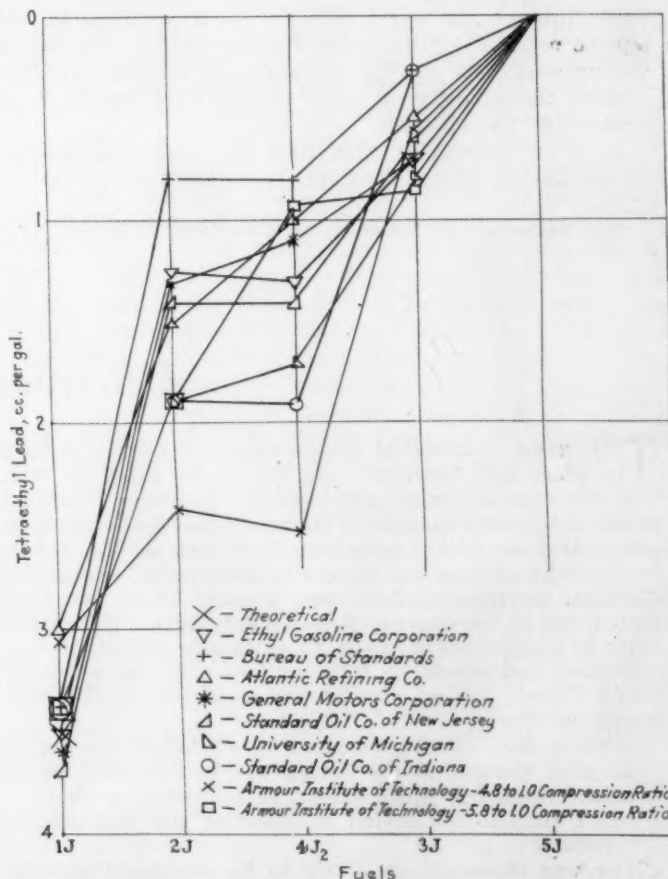 0
1
2
3
4
Tetraethyl Lead, cc. per gal.
– Theoretical
– Ethyl Gasoline Corporation
– Bureau of Standards
– Atlantic Refining Co.
– General Motors Corporation
– Standard Oil Co. of New Jersey
– University of Michigan
– Standard Oil Co. of Indiana
– Armour Institute of Technology-4.8 to 1.0 Compression Ratio
– Armour Institute of Technology-5.8 to 1.0 Compression Ratio
1J 2J 4J₂ 3J 5J
Fuels